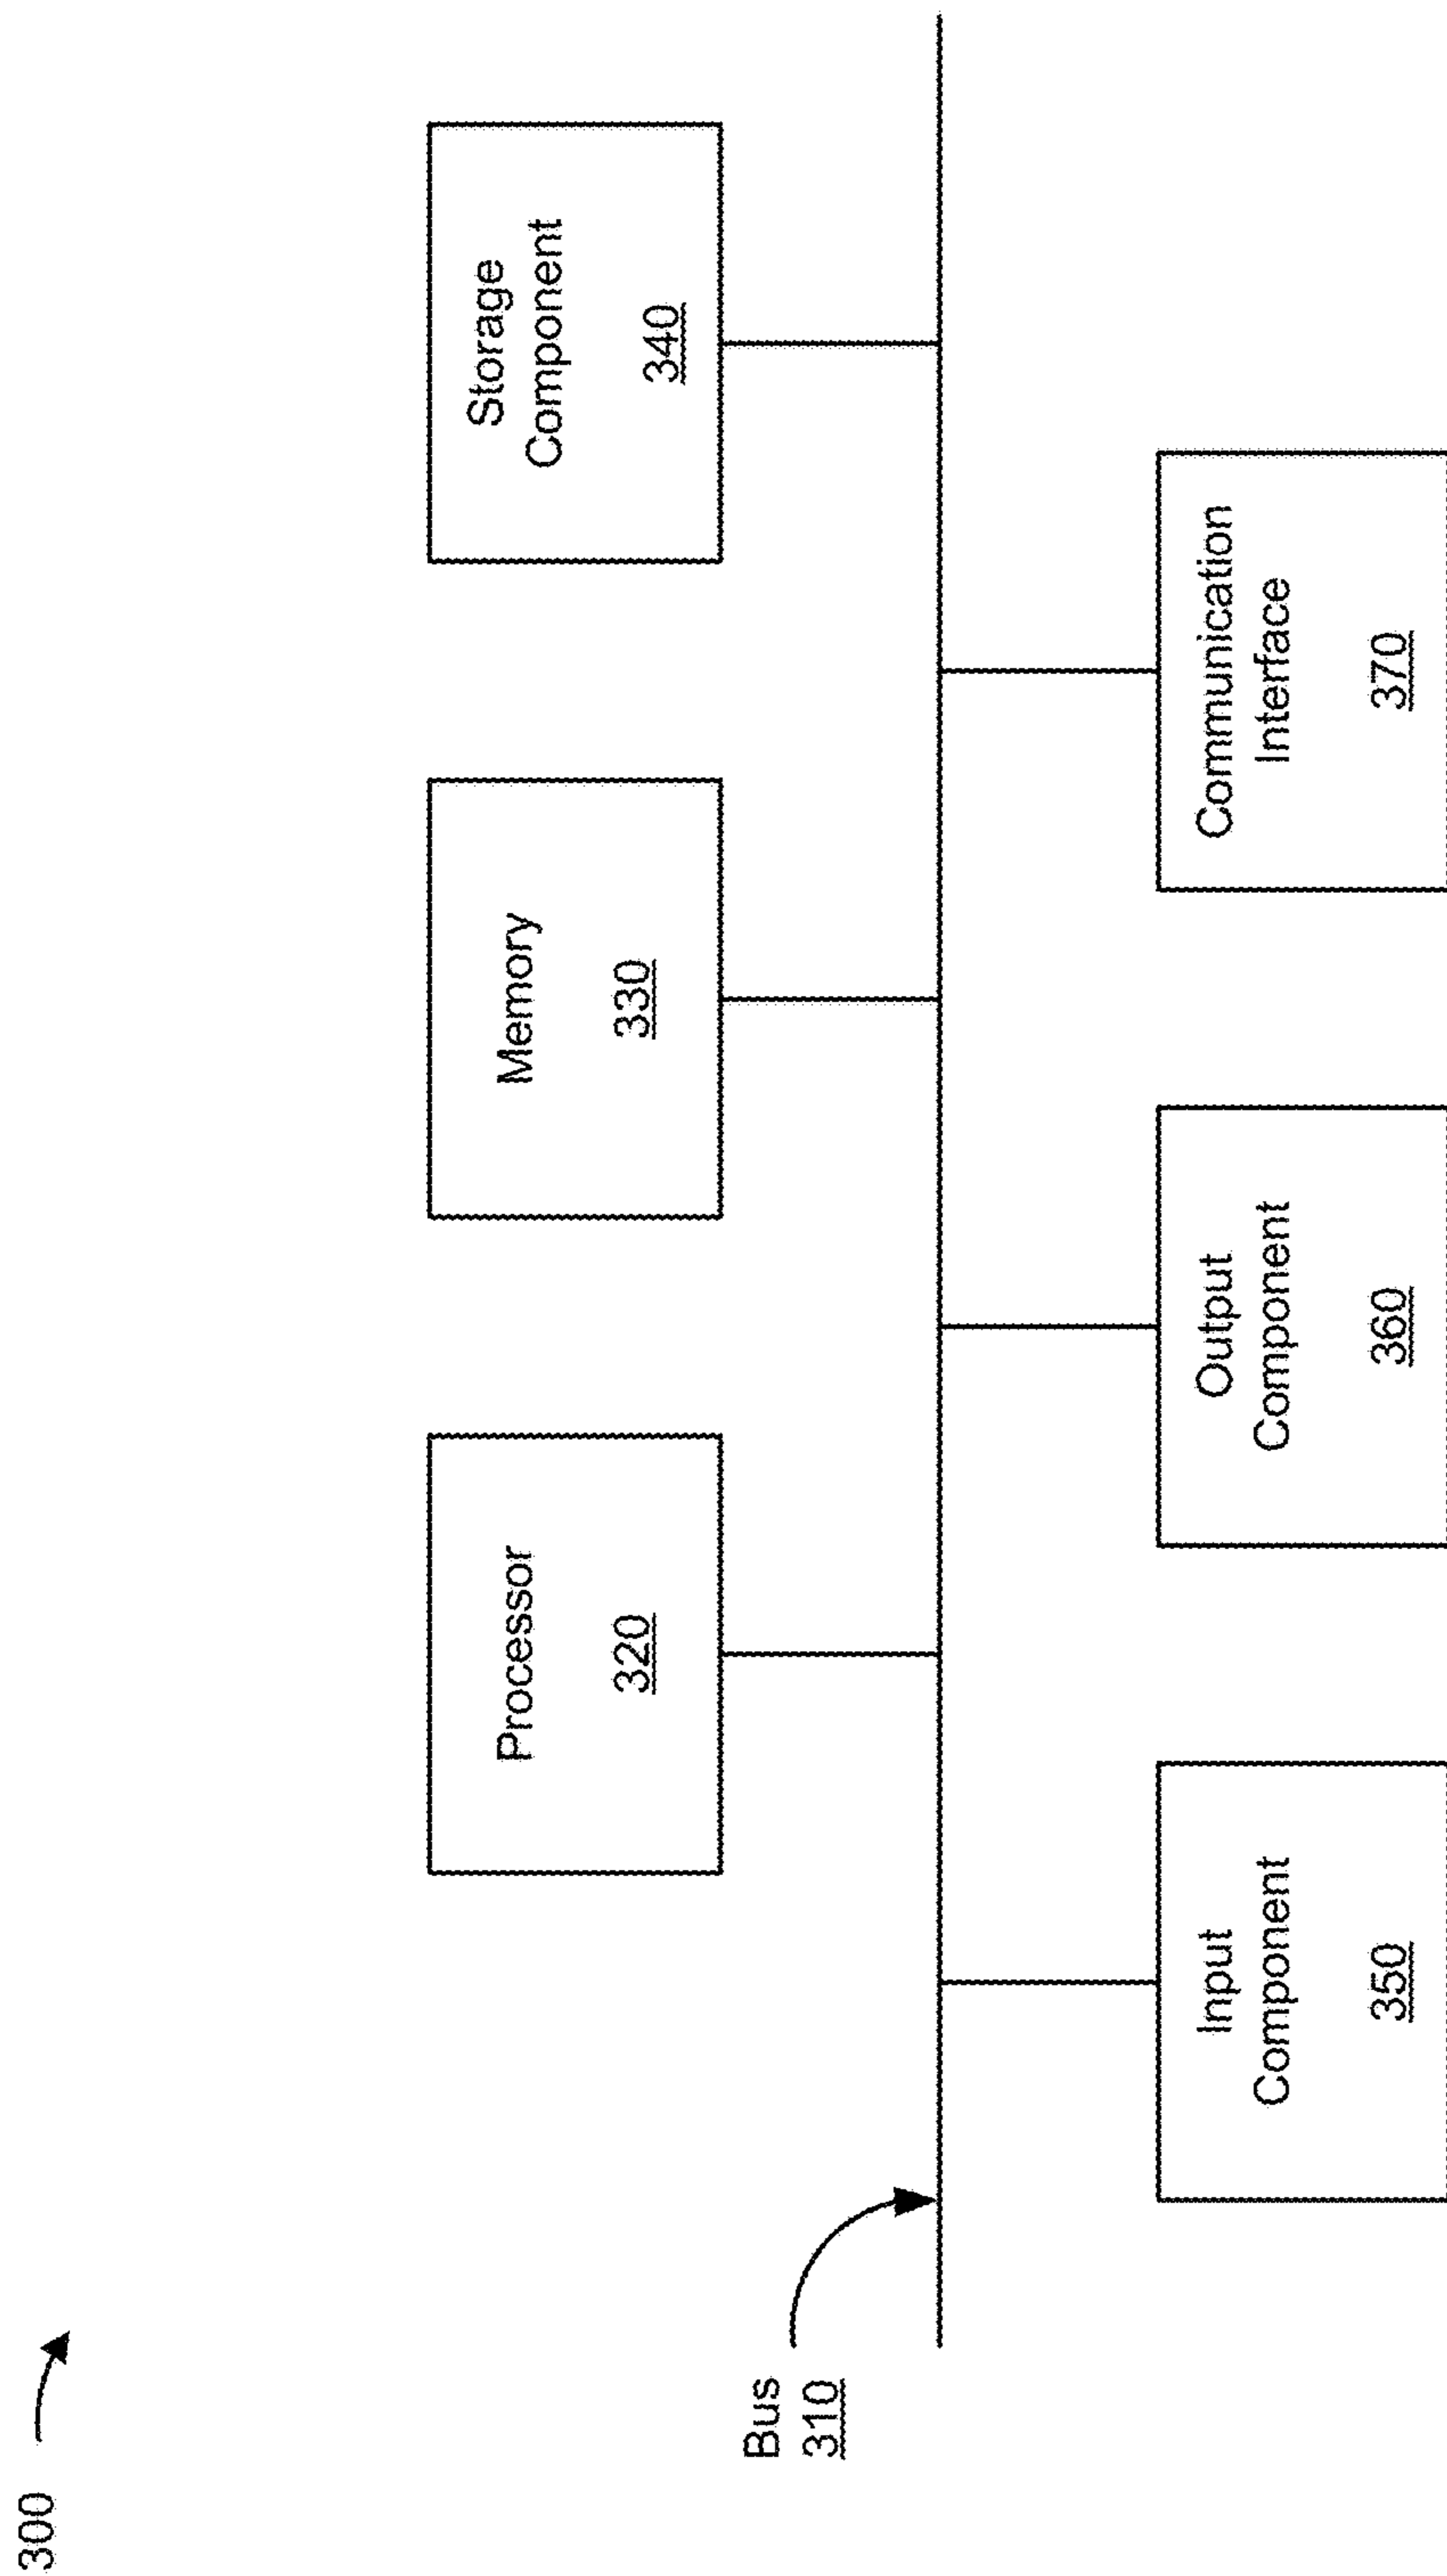 300
Processor
320
Memory
330
Storage
Component
340
Bus
310
Input
Component
350
Output
Component
360
Communication
Interface
370